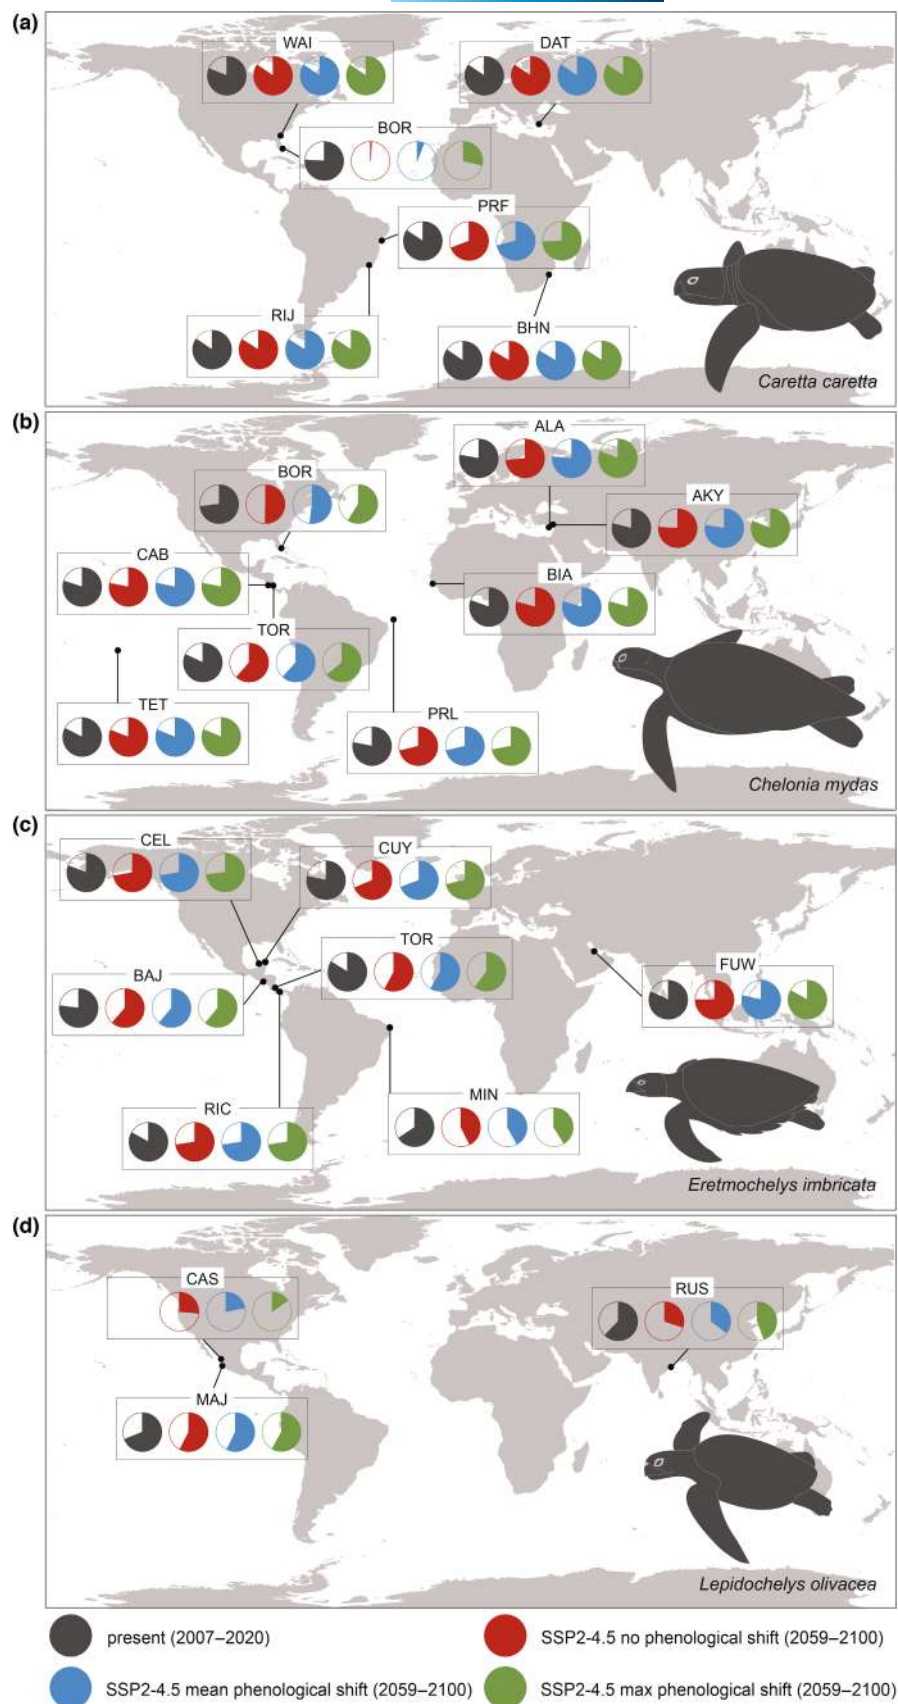 (a)
WAI
DAT
BOR
PRF
RIJ
BHN
Caretta caretta
(b)
ALA
BOR
AKY
CAB
BIA
TOR
TET
PRL
Chelonia mydas
(c)
CEL
CUY
TOR
BAJ
FUW
MIN
RIC
Eretmochelys imbricata
(d)
CAS
RUS
MAJ
Lepidochelys olivacea
present (2007–2020)
SSP2-4.5 no phenological shift (2059–2100)
SSP2-4.5 mean phenological shift (2059–2100)
SSP2-4.5 max phenological shift (2059–2100)